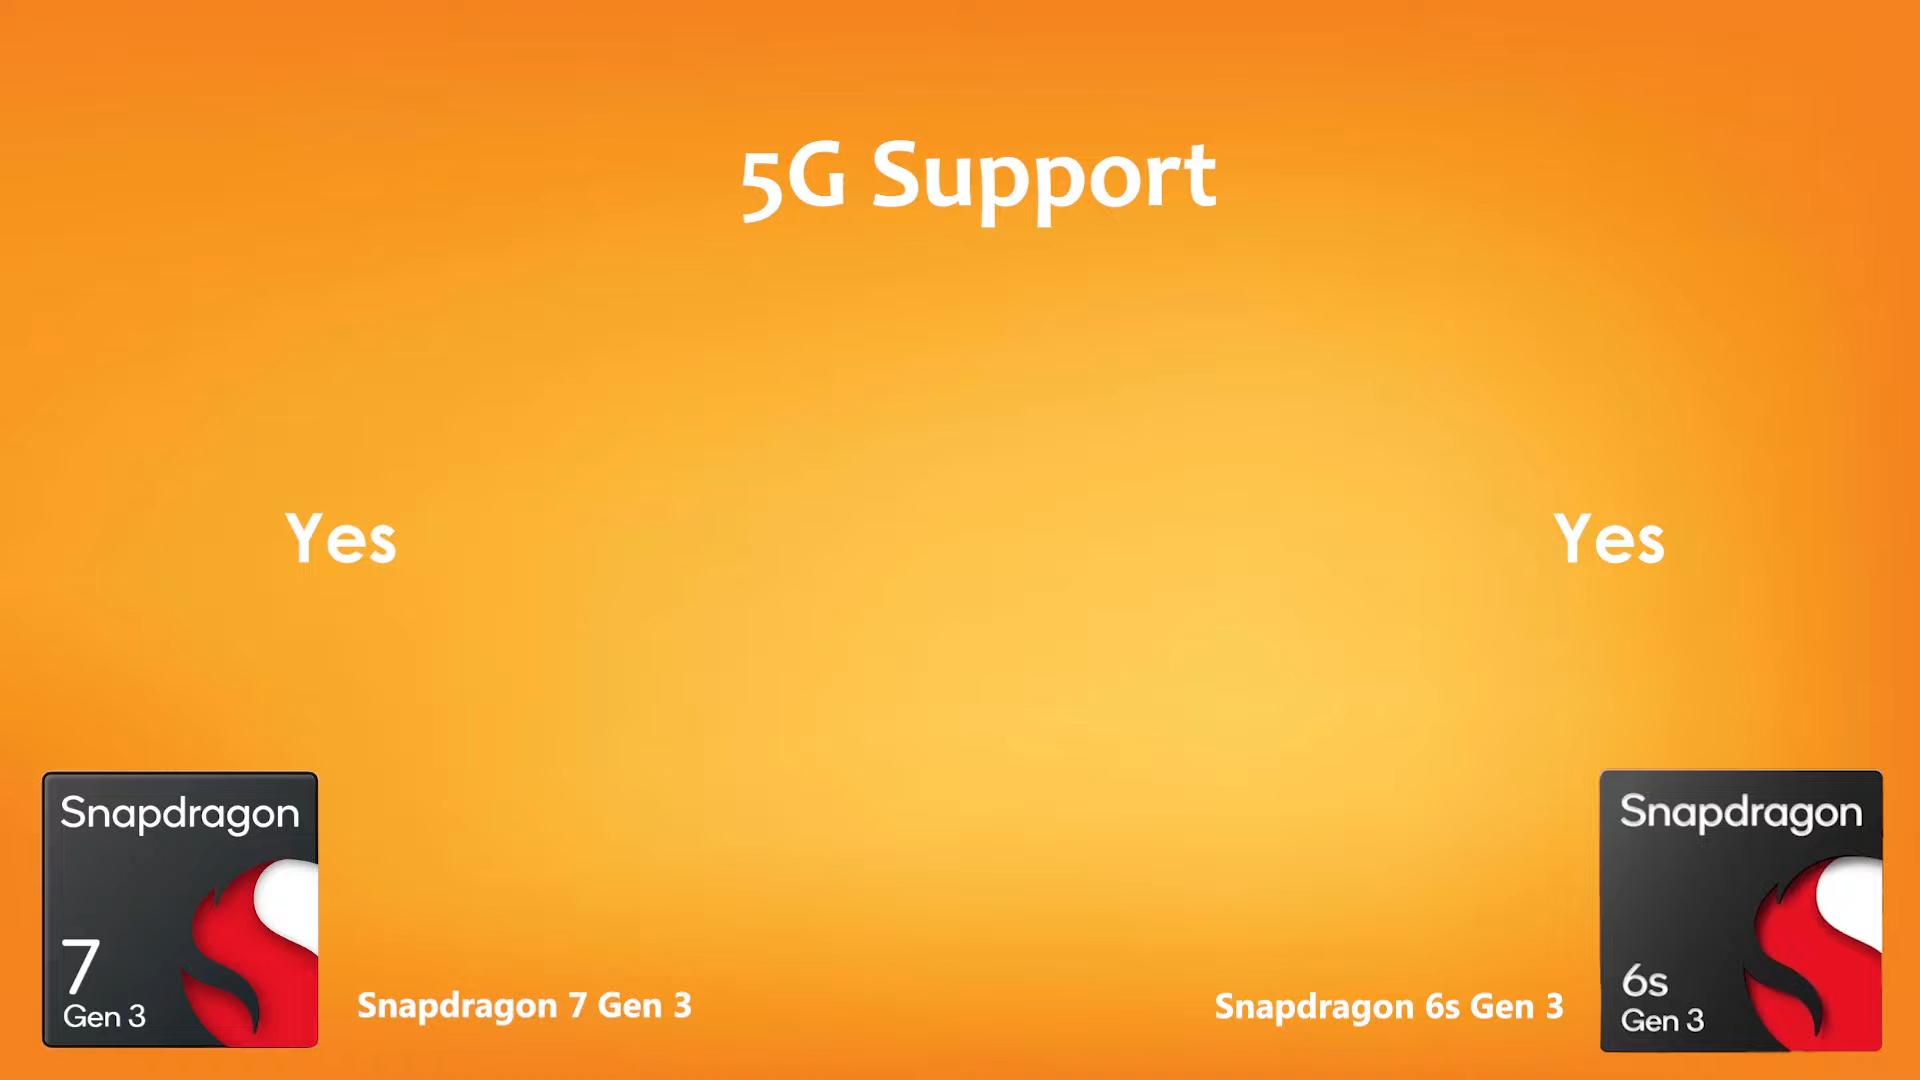 5G Support
Yes
Yes
Snapdragon
7
Gen 3
Snapdragon 7 Gen 3
Snapdragon 6s Gen 3
Snapdragon
6s
Gen 3